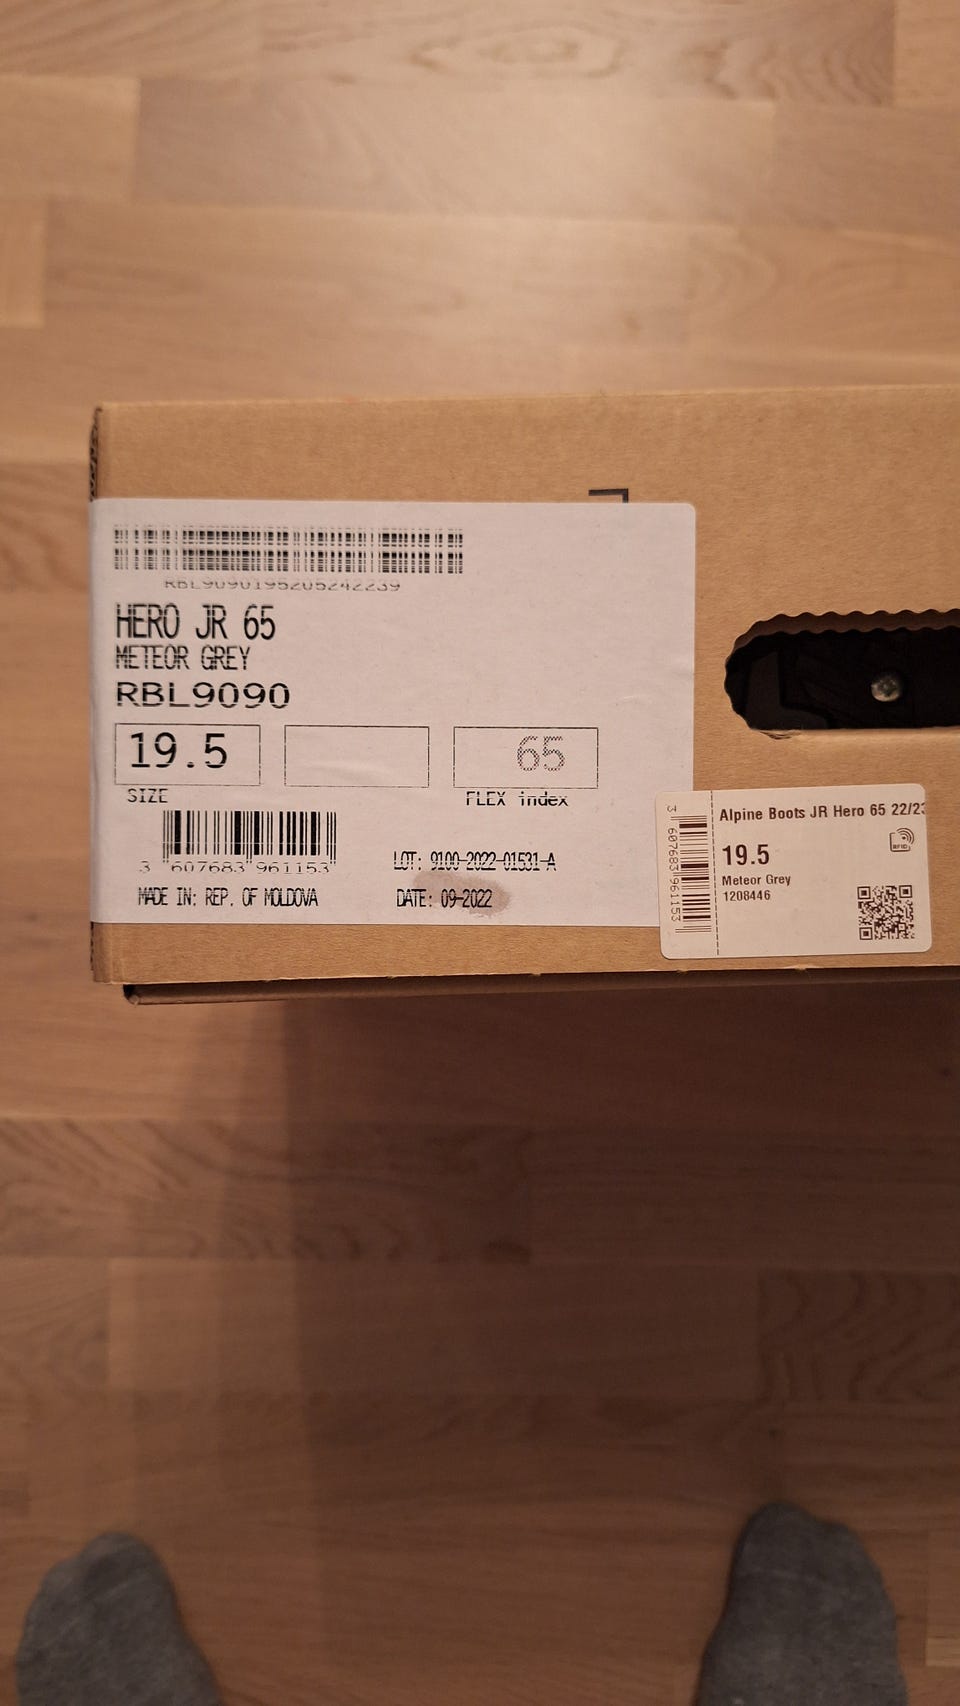 RBL9090195205242239
HERO JR 65
METEOR GREY
RBL9090
19.5
65
SIZE
FLEX index
3 607683 961153
LOT: 9100-2022-01531-A
MADE IN: REP. OF MOLDOVA
DATE: 09-2022
3 607683 961153
Alpine Boots JR Hero 65 22/23
RFID
19.5
Meteor Grey
1208446